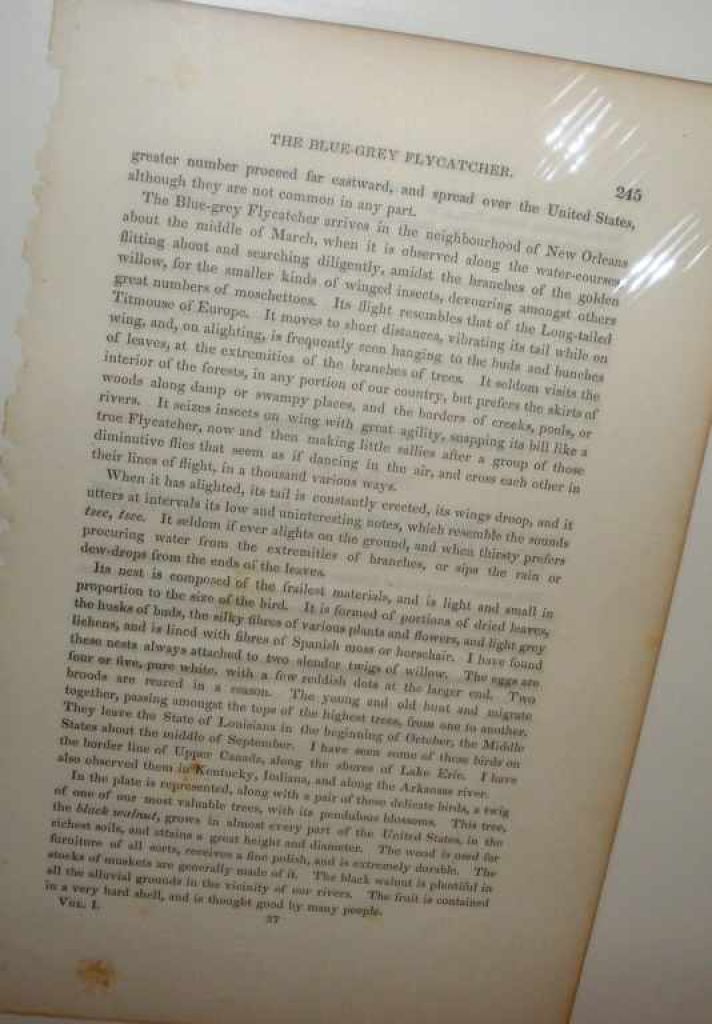 THE BLUE-GREY FLYCATCHER.
245
greater number proceed far eastward, and spread over the United States,
although they are not common in any part.
The Blue-grey Flycatcher arrives in the neighbourhood of New Orleans
about the middle of March, when it is observed along the water-courses,
flitting about and searching diligently, amidst the branches of the golden
willow, for the smaller kinds of winged insects, devouring amongst others
great numbers of moschettoes. Its flight resembles that of the Long-tailed
Titmouse of Europe. It moves to short distances, vibrating its tail while on
wing, and, on alighting, is frequently seen hanging to the buds and bunches
of leaves, at the extremities of the branches of trees. It seldom visits the
interior of the forests, in any portion of our country, but prefers the skirts of
woods along damp or swampy places, and the borders of creeks, pools, or
rivers. It seizes insects on wing with great agility, snapping its bill like a
true Flycatcher, now and then making little sallies after a group of those
diminutive flies that seem as if dancing in the air, and cross each other in
their lines of flight, in a thousand various ways.
When it has alighted, its tail is constantly erected, its wings droop, and it
utters at intervals its low and uninteresting notes, which resemble the sounds
tsee, tsee. It seldom if ever alights on the ground, and when thirsty prefers
procuring water from the extremities of branches, or sips the rain or
dew-drops from the ends of the leaves.
Its nest is composed of the frailest materials, and is light and small in
proportion to the size of the bird. It is formed of portions of dried leaves,
the husks of buds, the silky fibres of various plants and flowers, and light grey
lichens, and is lined with fibres of Spanish moss or horsehair. I have found
these nests always attached to two slender twigs of willow. The eggs are
four or five, pure white, with a few reddish dots at the larger end. Two
broods are reared in a season. The young and old hunt and migrate
together, passing amongst the tops of the highest trees, from one to another.
They leave the State of Louisiana in the beginning of October, the Middle
States about the middle of September. I have seen some of these birds on
the border line of Upper Canada, along the shores of Lake Erie. I have
also observed them in Kentucky, Indiana, and along the Arkansas river.
In the plate is represented, along with a pair of these delicate birds, a twig
of one of our most valuable trees, with its pendulous blossoms. This tree,
the black walnut, grows in almost every part of the United States, in the
richest soils, and attains a great height and diameter. The wood is used for
furniture of all sorts, receives a fine polish, and is extremely durable. The
stocks of muskets are generally made of it. The black walnut is plentiful in
all the alluvial grounds in the vicinity of our rivers. The fruit is contained
in a very hard shell, and is thought good by many people.
VOL. I.
37